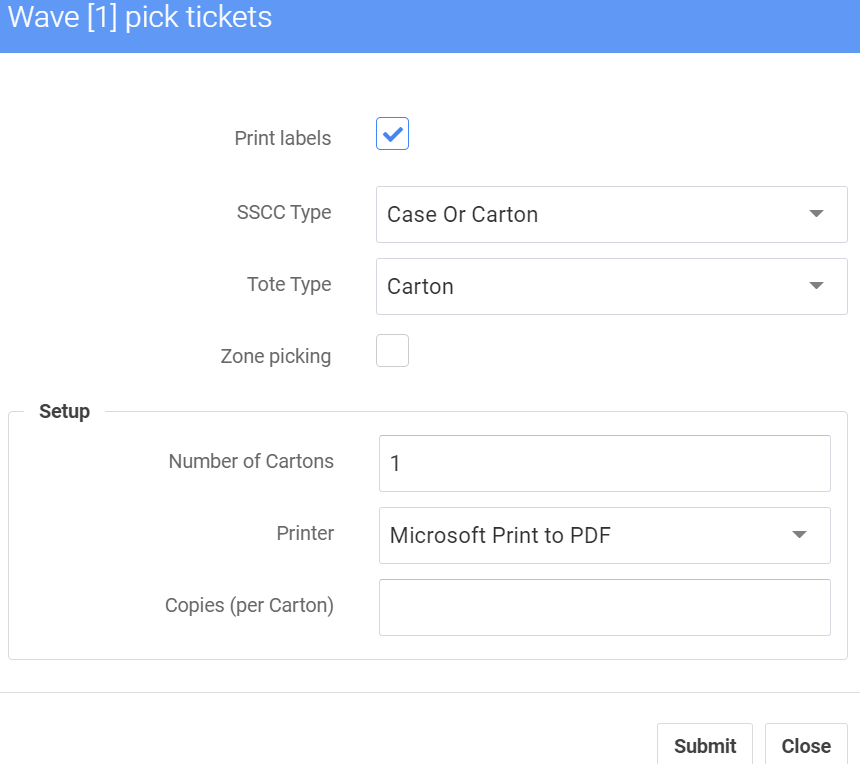 Wave [1] pick tickets
Print labels
SSCC Type
Case Or Carton
Tote Type
Carton
Zone picking
Setup
Number of Cartons
1
Printer
Microsoft Print to PDF
Copies (per Carton)
Submit
Close